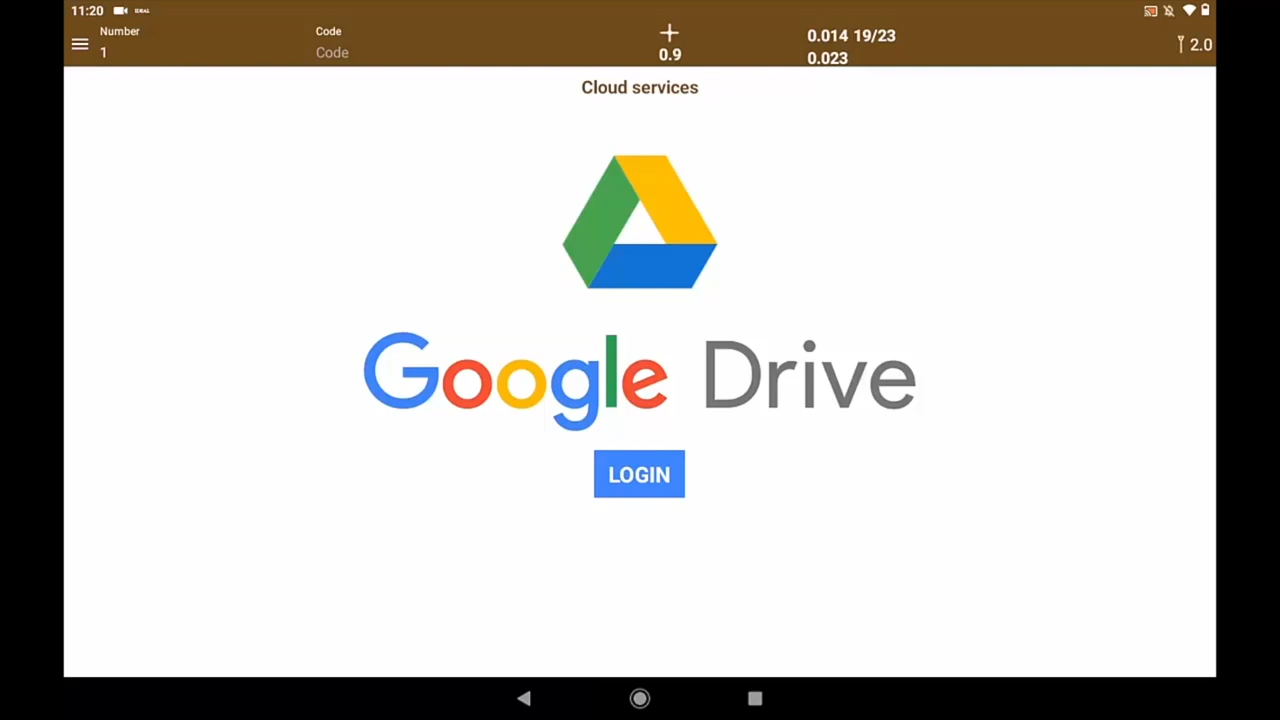 11:20
Number
1
Code
Code
0.9
0.014 19/23
0.023
2.0
Cloud services
Google Drive
LOGIN